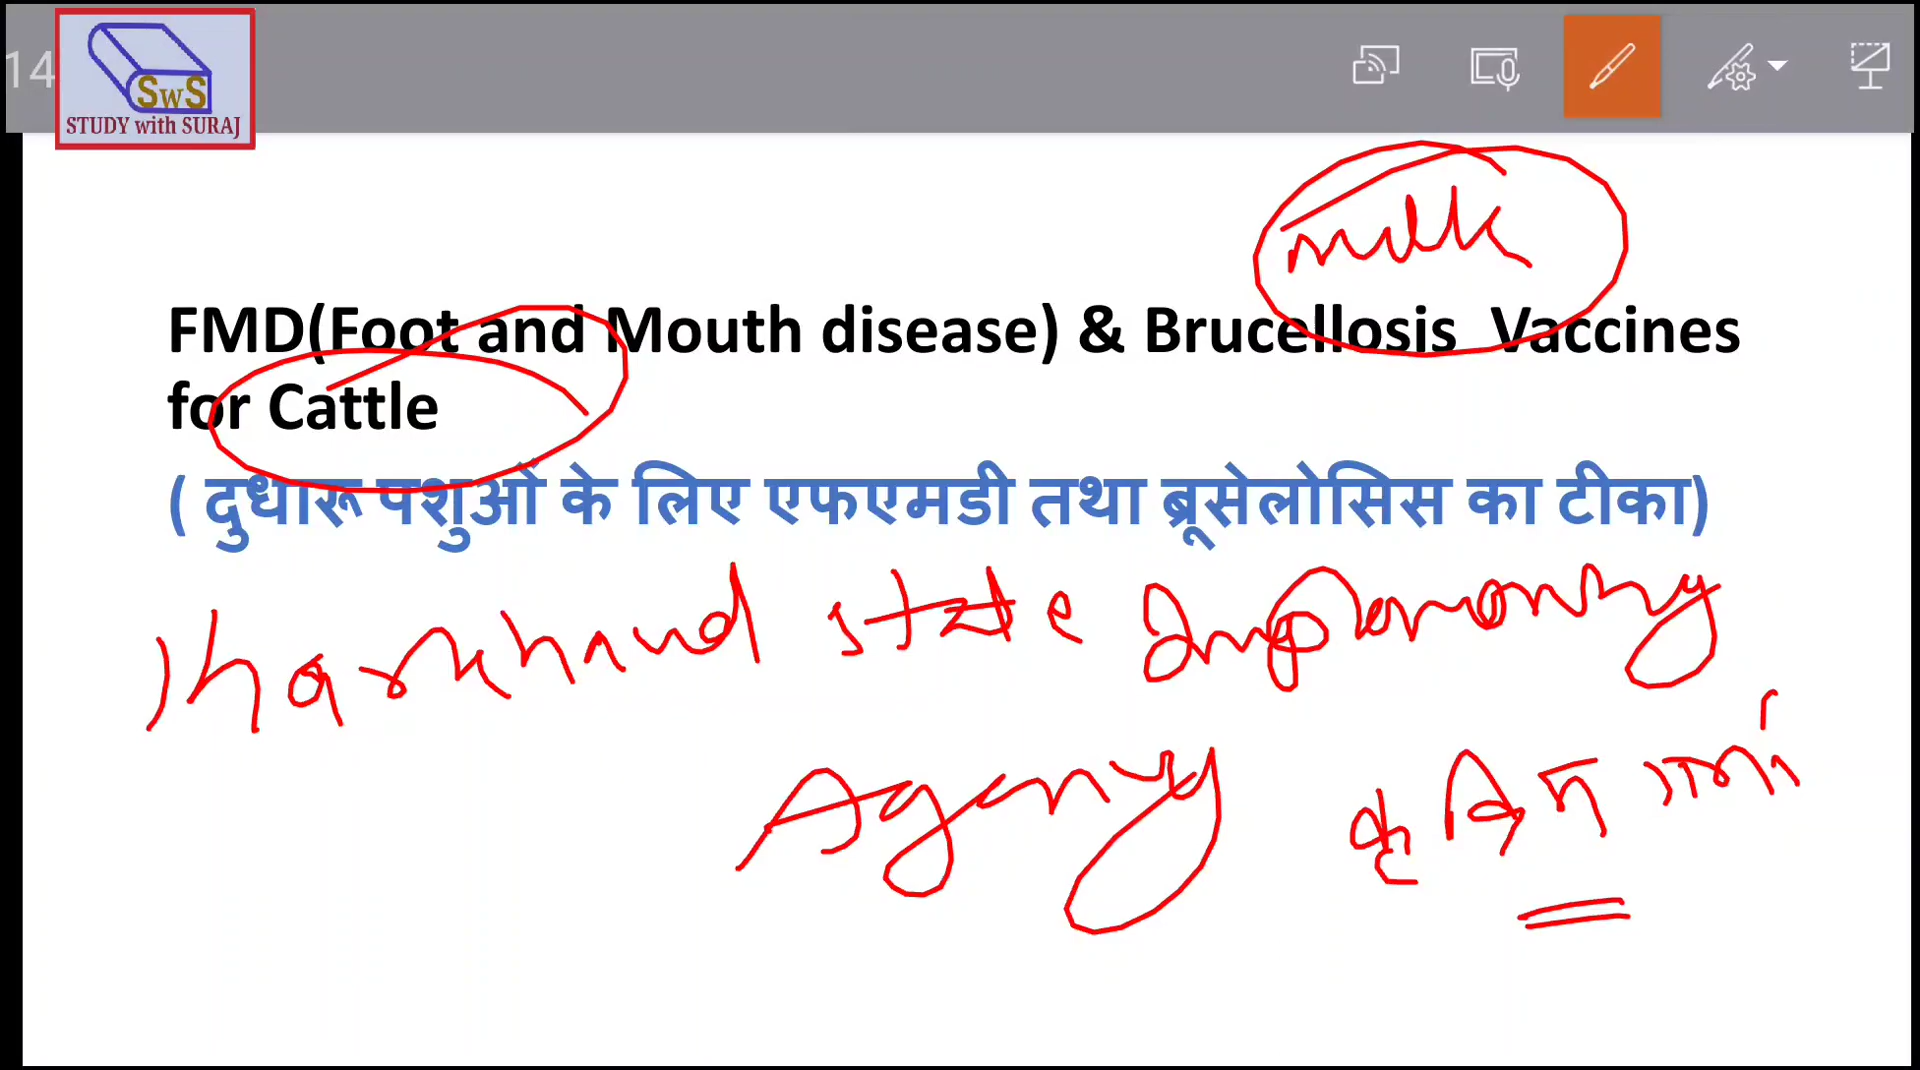 14
SwS
STUDY with SURAJ
milk
FMD(Foot and Mouth disease) & Brucellosis Vaccines
for Cattle
( दुधारू पशुओं के लिए एफएमडी तथा ब्रूसेलोसिस का टीका)
Jharkhand state
Agency